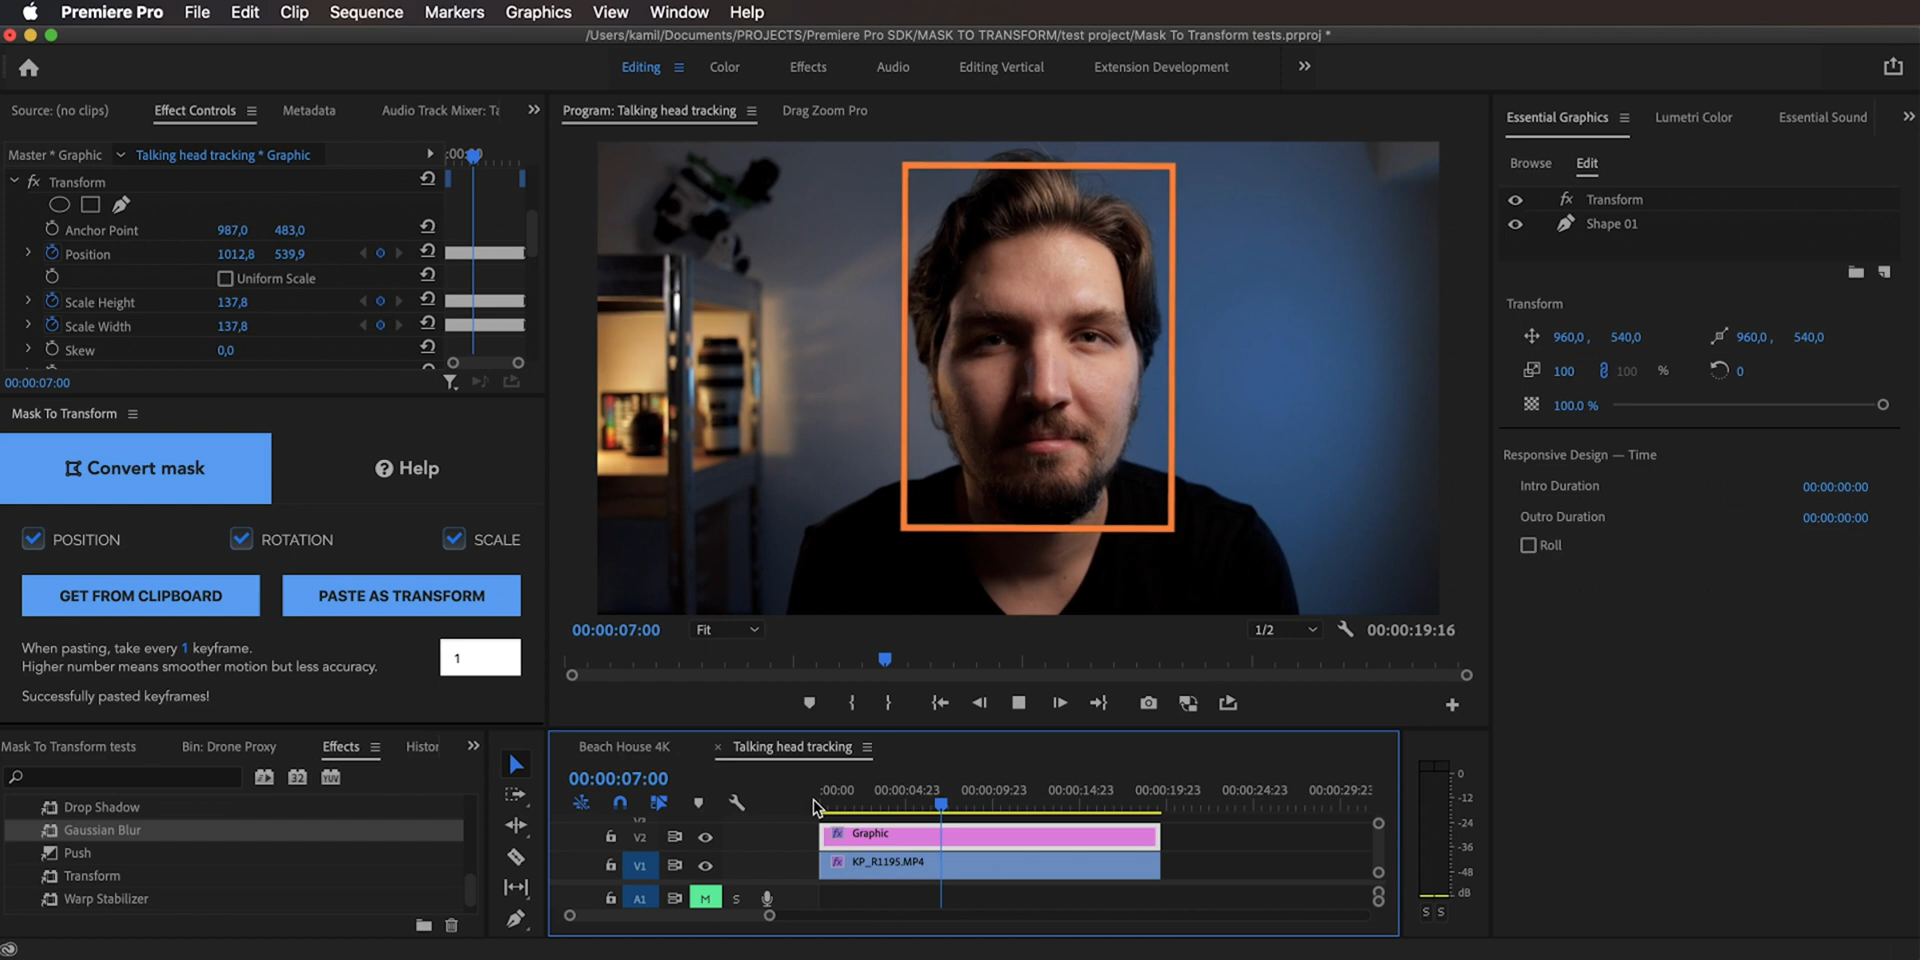 Premiere Pro File Edit Clip Sequence Markers Graphics View Window Help
/Users/kamil/Documents/PROJECTS/Premiere Pro SDK/MASK TO TRANSFORM/test project/Mask To Transform tests.prproj *
Editing Color Effects Audio Editing Vertical Extension Development
Source: (no clips) Effect Controls Metadata Audio Track Mixer: Ta
Master * Graphic Talking head tracking * Graphic
Transform
Anchor Point 987,0 483,0
Position 1012,8 539,9
Uniform Scale
Scale Height 137,8
Scale Width 137,8
Skew 0,0
00:00:07:00
Mask To Transform
Convert mask Help
POSITION ROTATION SCALE
GET FROM CLIPBOARD PASTE AS TRANSFORM
When pasting, take every 1 keyframe.
Higher number means smoother motion but less accuracy.
1
Successfully pasted keyframes!
Program: Talking head tracking Drag Zoom Pro
00:00:07:00 Fit 1/2 00:00:19:16
Essential Graphics Lumetri Color Essential Sound
Browse Edit
Transform
Shape 01
Transform
960,0 , 540,0 960,0 , 540,0
100 100 % 0
100.0 %
Responsive Design — Time
Intro Duration 00:00:00:00
Outro Duration 00:00:00:00
Roll
Mask To Transform tests Bin: Drone Proxy Effects Histor
32 YUV
Drop Shadow
Gaussian Blur
Push
Transform
Warp Stabilizer
Beach House 4K Talking head tracking
00:00:07:00
:00:00 00:00:04:23 00:00:09:23 00:00:14:23 00:00:19:23 00:00:24:23 00:00:29:23
V2 fx Graphic
V1 fx KP_R1195.MP4
A1 M S
0
-12
-24
-36
-48
dB
S S